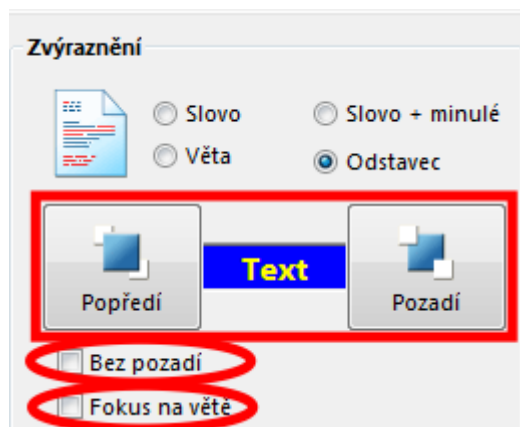 Zvýraznění
Slovo
Slovo + minulé
Věta
Odstavec
Popředí
Text
Pozadí
Bez pozadí
Fokus na větě